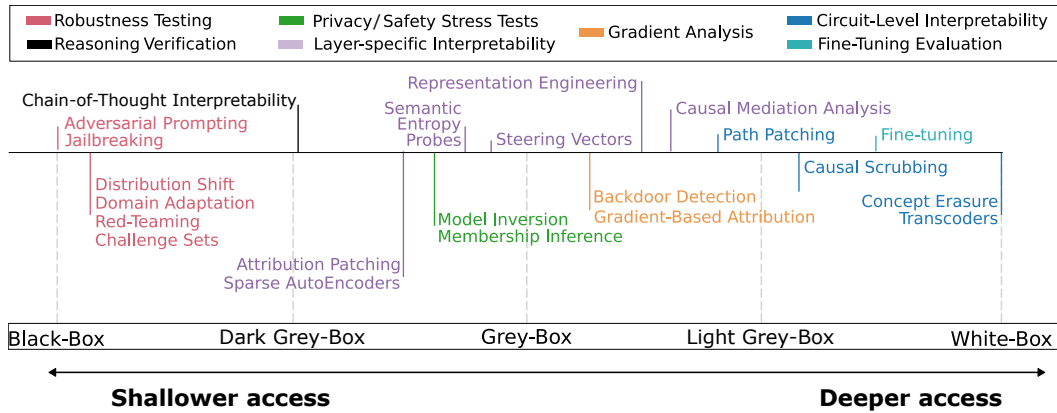 Robustness Testing
Reasoning Verification
Privacy/Safety Stress Tests
Layer-specific Interpretability
Gradient Analysis
Circuit-Level Interpretability
Fine-Tuning Evaluation
Chain-of-Thought Interpretability
Adversarial Prompting
Jailbreaking
Distribution Shift
Domain Adaptation
Red-Teaming
Challenge Sets
Attribution Patching
Sparse AutoEncoders
Semantic
Entropy
Probes
Model Inversion
Membership Inference
Steering Vectors
Representation Engineering
Backdoor Detection
Gradient-Based Attribution
Causal Mediation Analysis
Path Patching
Causal Scrubbing
Fine-tuning
Concept Erasure
Transcoders
Black-Box
Dark Grey-Box
Grey-Box
Light Grey-Box
White-Box
Shallower access
Deeper access